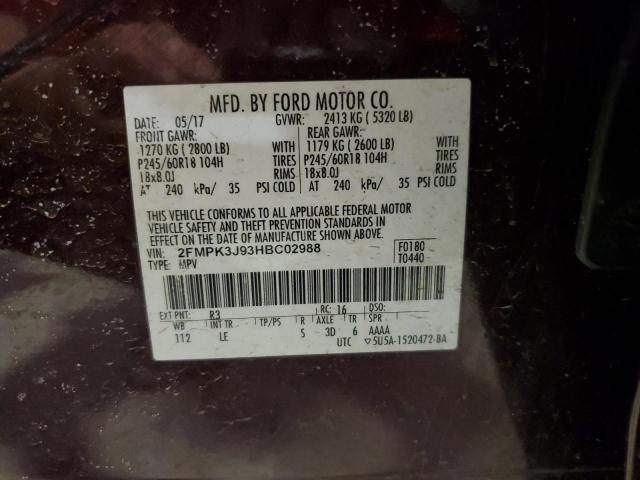 MFD. BY FORD MOTOR CO.
DATE: 05/17 GVWR: 2413 KG ( 5320 LB)
FRONT GAWR: REAR GAWR:
1270 KG ( 2800 LB) WITH 1179 KG ( 2600 LB) WITH
P245/60R18 104H TIRES P245/60R18 104H TIRES
18x8.0J RIMS 18x8.0J RIMS
AT 240 kPa/ 35 PSI COLD AT 240 kPa/ 35 PSI COLD
THIS VEHICLE CONFORMS TO ALL APPLICABLE FEDERAL MOTOR
VEHICLE SAFETY AND THEFT PREVENTION STANDARDS IN
EFFECT ON THE DATE OF MANUFACTURE SHOWN ABOVE.
VIN: 2FMPK3J93HBC02988 F0180
TYPE: MPV T0440
EXT PNT: R3 RC: 16 DSO:
WB INT TR TP/PS R AXLE TR SPR
112 LE S 3D 6 AAAA
UTC ▽5U5A-1520472-BA